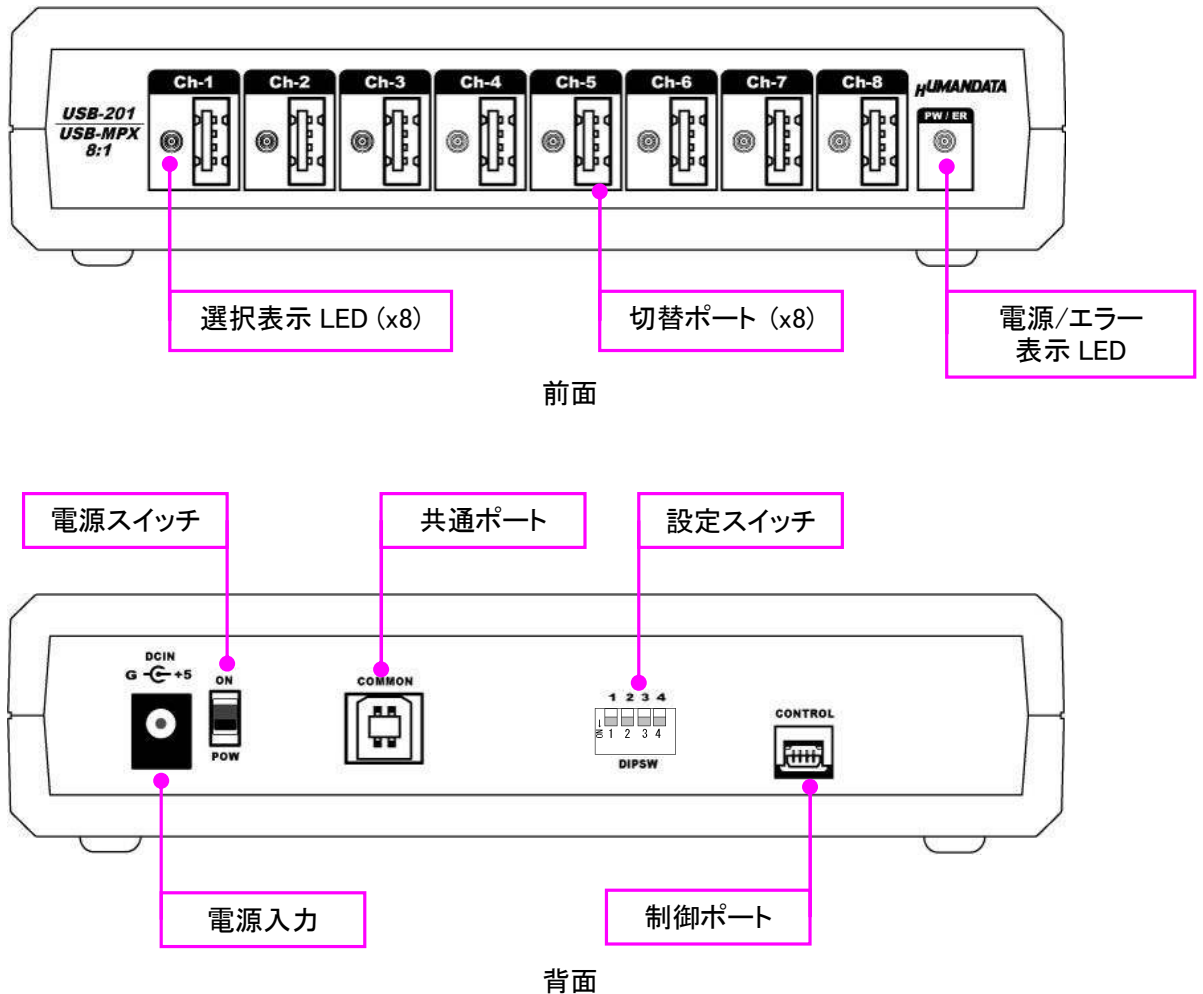 Ch-1 Ch-2 Ch-3 Ch-4 Ch-5 Ch-6 Ch-7 Ch-8
HUMANDATA
USB-201
USB-MPX
8:1
PW / ER
選択表示 LED (x8)
切替ポート (x8)
電源/エラー
表示 LED
前面
電源スイッチ
共通ポート
設定スイッチ
DCIN
G +5
ON
POW
COMMON
1 2 3 4
ON
1 2 3 4
DIPSW
CONTROL
電源入力
制御ポート
背面